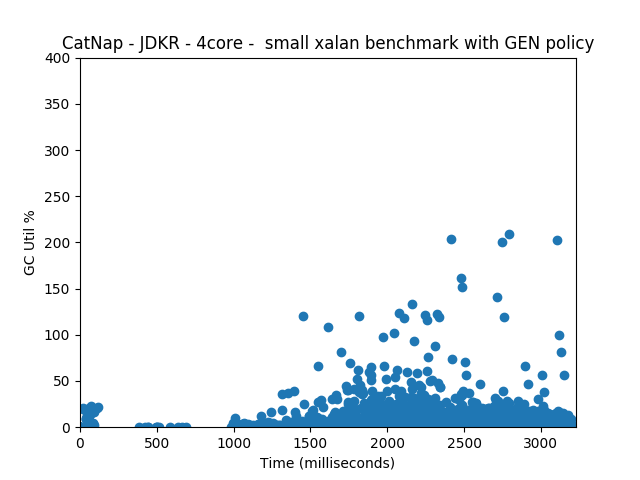 CatNap - JDKR - 4core -  small xalan benchmark with GEN policy
400
350
300
250
200
150
100
50
0
GC Util %
0 500 1000 1500 2000 2500 3000
Time (milliseconds)